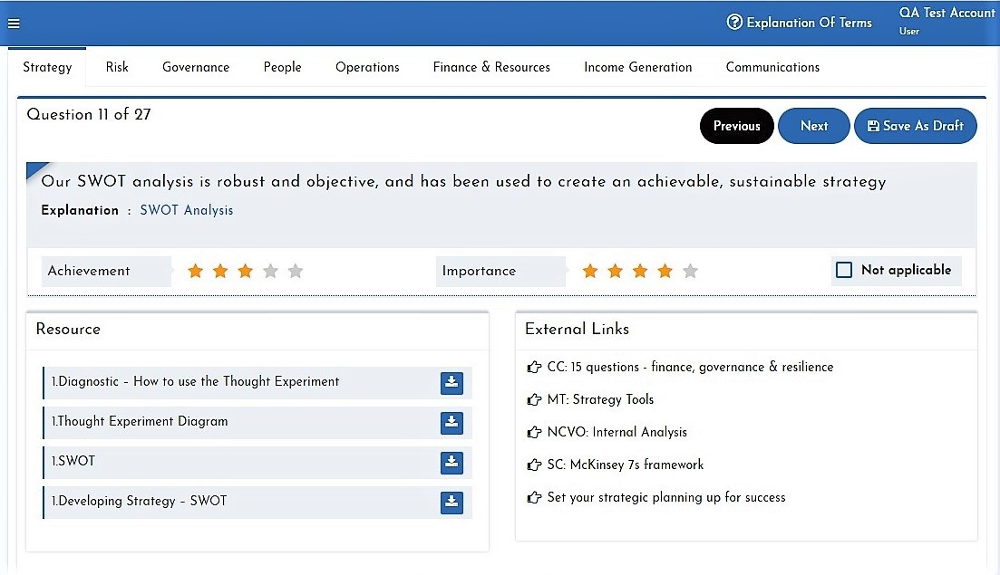 Explanation Of Terms
QA Test Account
User
Strategy Risk Governance People Operations Finance & Resources Income Generation Communications
Question 11 of 27
Previous Next Save As Draft
Our SWOT analysis is robust and objective, and has been used to create an achievable, sustainable strategy
Explanation : SWOT Analysis
Achievement Importance Not applicable
Resource
1.Diagnostic – How to use the Thought Experiment
1.Thought Experiment Diagram
1.SWOT
1.Developing Strategy – SWOT
External Links
CC: 15 questions - finance, governance & resilience
MT: Strategy Tools
NCVO: Internal Analysis
SC: McKinsey 7s framework
Set your strategic planning up for success